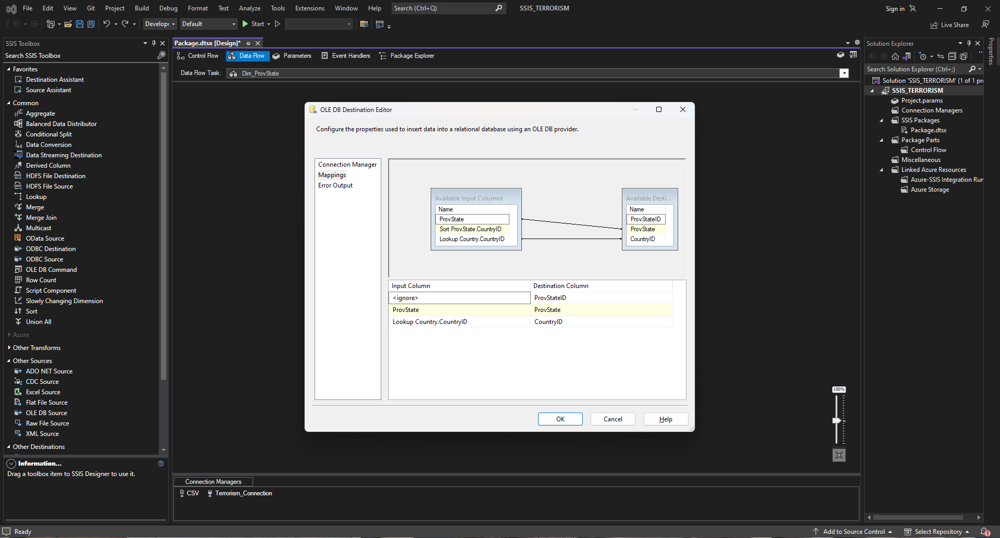 File Edit View Git Project Build Debug Format Test Analyze Tools Extensions Window Help Search (Ctrl+Q) SSIS_TERRORISM Sign in
Developi Default Start Live Share
SSIS Toolbox
Search SSIS Toolbox
Favorites
Destination Assistant
Source Assistant
Common
Aggregate
Balanced Data Distributor
Conditional Split
Data Conversion
Data Streaming Destination
Derived Column
HDFS File Destination
HDFS File Source
Lookup
Merge
Merge Join
Multicast
OData Source
ODBC Destination
ODBC Source
OLE DB Command
Row Count
Script Component
Slowly Changing Dimension
Sort
Union All
Azure
Other Transforms
Other Sources
ADO NET Source
CDC Source
Excel Source
Flat File Source
OLE DB Source
Raw File Source
XML Source
Other Destinations
Information...
Drag a toolbox item to SSIS Designer to use it.
Package.dtsx [Design]*
Control Flow Data Flow Parameters Event Handlers Package Explorer
Data Flow Task: Dim_ProvState
OLE DB Destination Editor
Configure the properties used to insert data into a relational database using an OLE DB provider.
Connection Manager
Mappings
Error Output
Available Input Columns
Name
ProvState
Sort ProvState.CountryID
Lookup Country.CountryID
Available Desti...
Name
ProvStateID
ProvState
CountryID
Input Column Destination Column
<ignore> ProvStateID
ProvState ProvState
Lookup Country.CountryID CountryID
OK Cancel Help
100%
Connection Managers
CSV Terrorism_Connection
Solution Explorer
Search Solution Explorer (Ctrl+;)
Solution 'SSIS_TERRORISM' (1 of 1 pr
SSIS_TERRORISM
Project.params
Connection Managers
SSIS Packages
Package.dtsx
Package Parts
Control Flow
Miscellaneous
Linked Azure Resources
Azure-SSIS Integration Run
Azure Storage
Properties
Ready Add to Source Control Select Repository 1